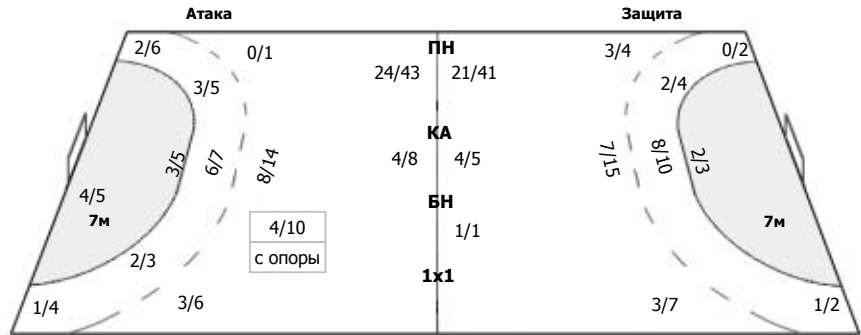 Атака Защита
2/6 0/1 ПН 3/4 0/2
24/43 21/41
3/5 2/4
КА
4/8 4/5
3/5 6/7 8/14 7/15 8/10 2/3
4/5
БН
7м 7м
4/10 1/1
с опоры
2/3
1x1
1/4 3/6 3/7 1/2